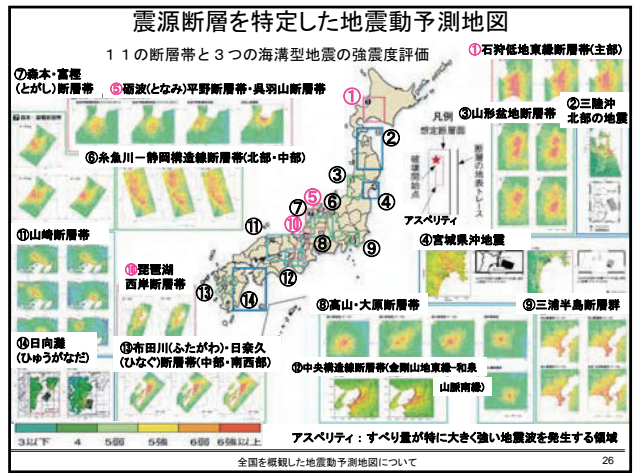 震源断層を特定した地震動予測地図
11の断層帯と3つの海溝型地震の強震度評価
①石狩低地東縁断層帯(主部)
⑦森本・富樫
(とがし)断層帯
⑤砺波(となみ)平野断層帯・呉羽山断層帯
②三陸沖
北部の地震
③山形盆地断層帯
凡例
想定断層面
破壊開始点
断層の地表トレース
アスペリティ
⑥糸魚川-静岡構造線断層帯(北部・中部)
①
②
③
④
⑤
⑥
⑦
⑧
⑨
⑩
⑪
⑫
⑬
⑭
⑪山崎断層帯
⑩琵琶湖
西岸断層帯
④宮城県沖地震
⑧高山・大原断層帯
⑨三浦半島断層群
⑭日向灘
(ひゅうがなだ)
⑬布田川(ふたがわ)・日奈久
(ひなぐ)断層帯(中部・南西部)
⑫中央構造線断層帯(金剛山地東縁-和泉
山脈南縁)
3以下 4 5弱 5強 6弱 6強以上
アスペリティ：すべり量が特に大きく強い地震波を発生する領域
全国を概観した地震動予測地図について
26